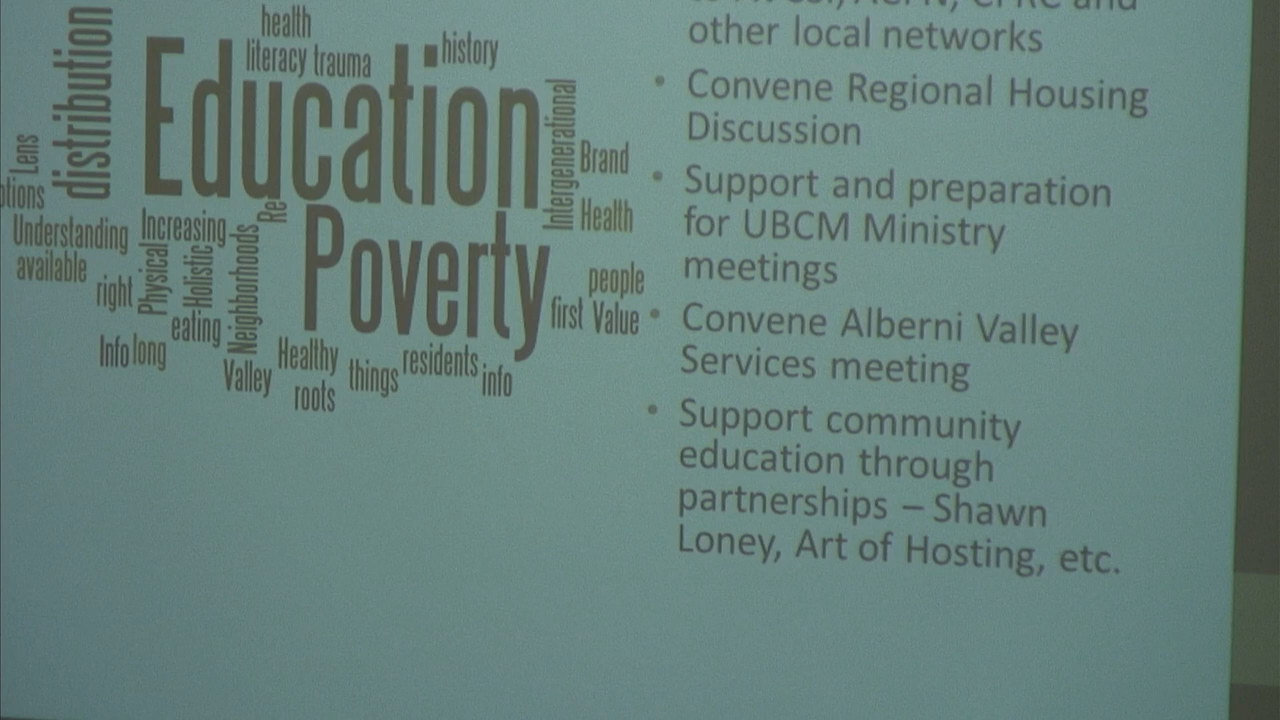 health
literacy trauma
history
Education
distribution
Intergenerational
Brand
Lens
Health
Understanding
Increasing
Poverty
available
right
Physical
Holistic
Neighborhoods
people
eating
first Value
Info long
Healthy
residents
Valley
things
info
roots
other local networks
• Convene Regional Housing
Discussion
• Support and preparation
for UBCM Ministry
meetings
• Convene Alberni Valley
Services meeting
• Support community
education through
partnerships – Shawn
Loney, Art of Hosting, etc.